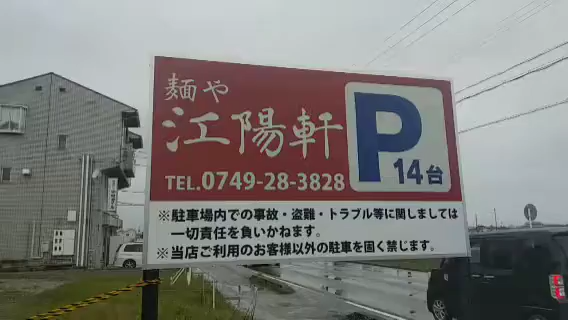 麺や
江陽軒
P
14台
TEL.0749-28-3828
※駐車場内での事故・盗難・トラブル等に関しましては
一切責任を負いかねます。
※当店ご利用のお客様以外の駐車を固く禁じます。